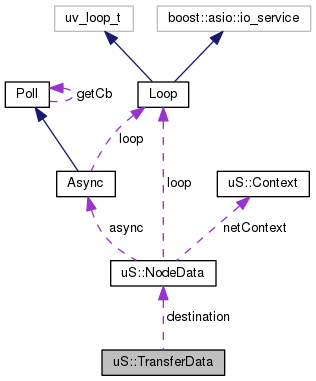 uv_loop_t
boost::asio::io_service
Poll
getCb
Loop
loop
Async
loop
uS::Context
async
netContext
uS::NodeData
destination
uS::TransferData